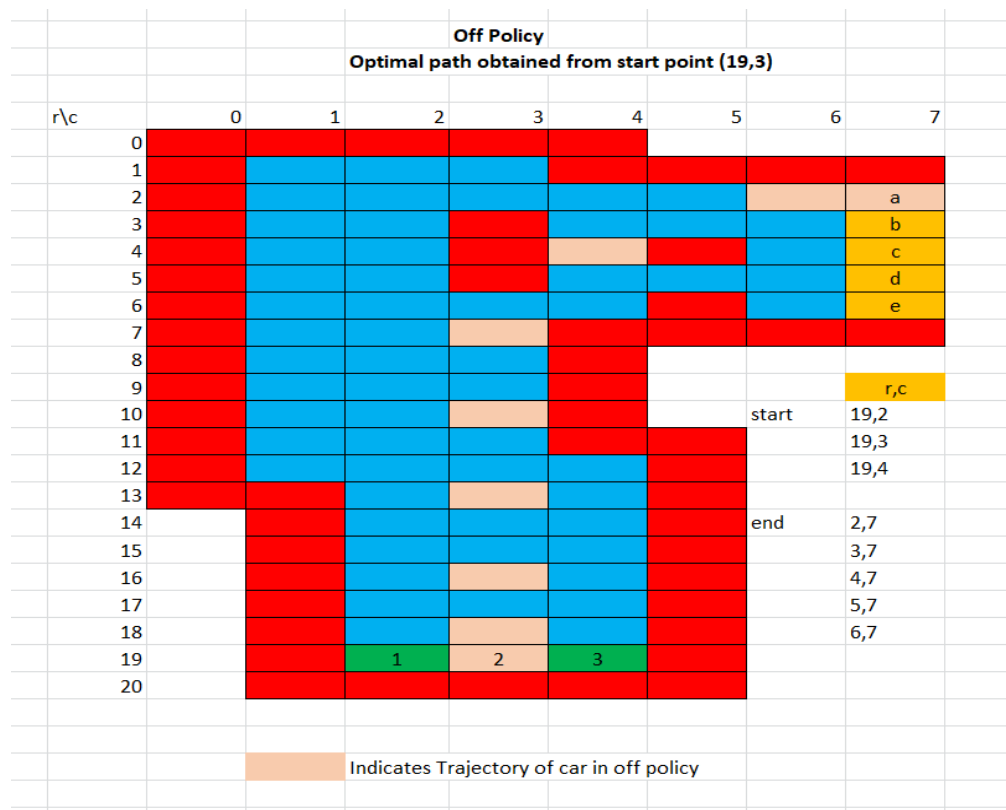 Off Policy
Optimal path obtained from start point (19,3)
r\c 0 1 2 3 4 5 6 7
0
1
2 a
3 b
4 c
5 d
6 e
7
8
9 r,c
10 start 19,2
11 19,3
12 19,4
13
14 end 2,7
15 3,7
16 4,7
17 5,7
18 6,7
19 1 2 3
20
Indicates Trajectory of car in off policy